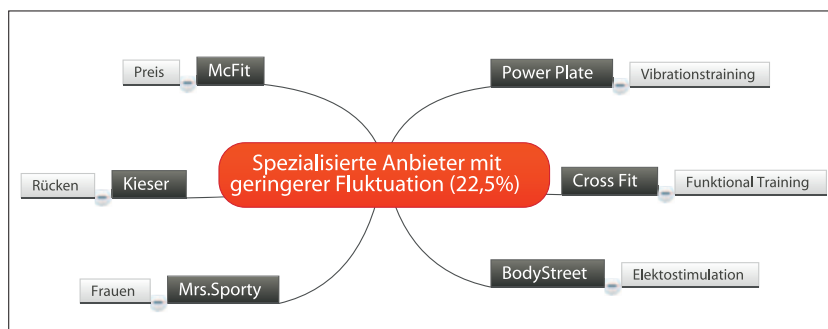 Preis
McFit
Power Plate
Vibrationstraining
Spezialisierte Anbieter mit
geringerer Fluktuation (22,5%)
Rücken
Kieser
Cross Fit
Funktional Training
Frauen
Mrs.Sporty
BodyStreet
Elektostimulation